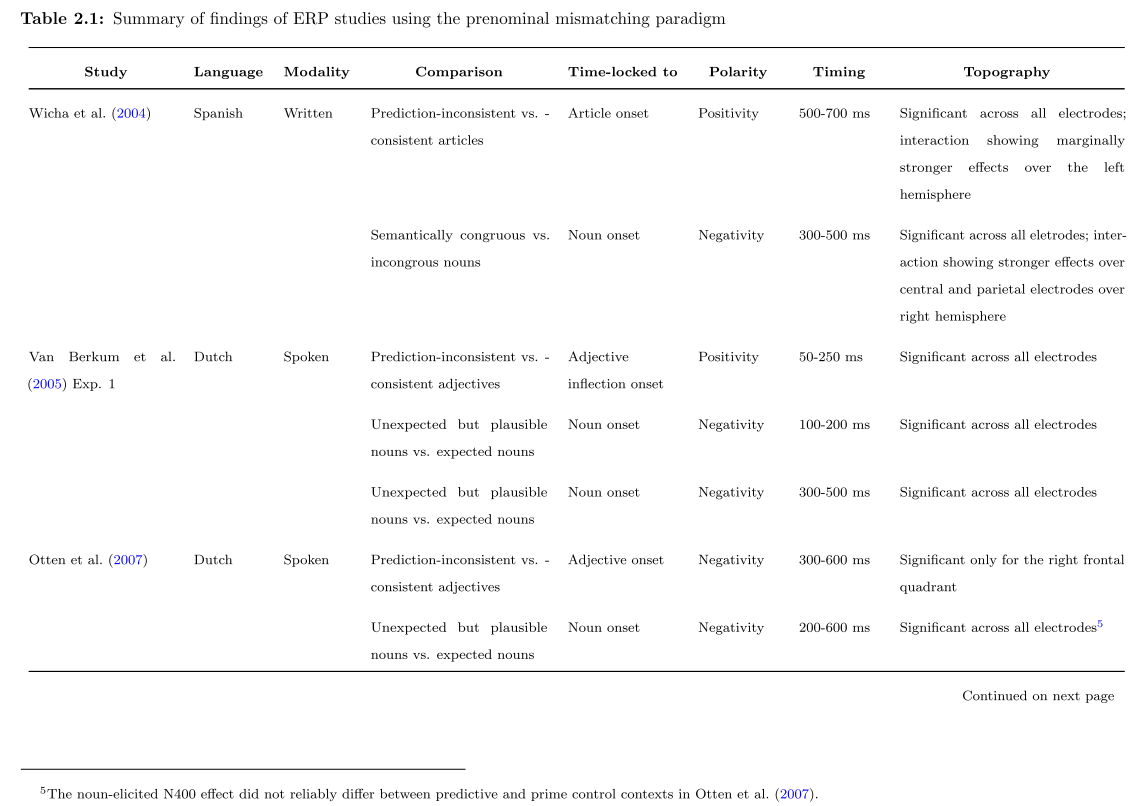 Table 2.1: Summary of findings of ERP studies using the prenominal mismatching paradigm
Study Language Modality Comparison Time-locked to Polarity Timing Topography
Wicha et al. (2004) Spanish Written Prediction-inconsistent vs. - Article onset Positivity 500-700 ms Significant across all electrodes;
consistent articles interaction showing marginally
stronger effects over the left
hemisphere
Semantically congruous vs. Noun onset Negativity 300-500 ms Significant across all eletrodes; inter-
incongrous nouns action showing stronger effects over
central and parietal electrodes over
right hemisphere
Van Berkum et al. Dutch Spoken Prediction-inconsistent vs. - Adjective Positivity 50-250 ms Significant across all electrodes
(2005) Exp. 1 consistent adjectives inflection onset
Unexpected but plausible Noun onset Negativity 100-200 ms Significant across all electrodes
nouns vs. expected nouns
Unexpected but plausible Noun onset Negativity 300-500 ms Significant across all electrodes
nouns vs. expected nouns
Otten et al. (2007) Dutch Spoken Prediction-inconsistent vs. - Adjective onset Negativity 300-600 ms Significant only for the right frontal
consistent adjectives quadrant
Unexpected but plausible Noun onset Negativity 200-600 ms Significant across all electrodes5
nouns vs. expected nouns
Continued on next page
5The noun-elicited N400 effect did not reliably differ between predictive and prime control contexts in Otten et al. (2007).